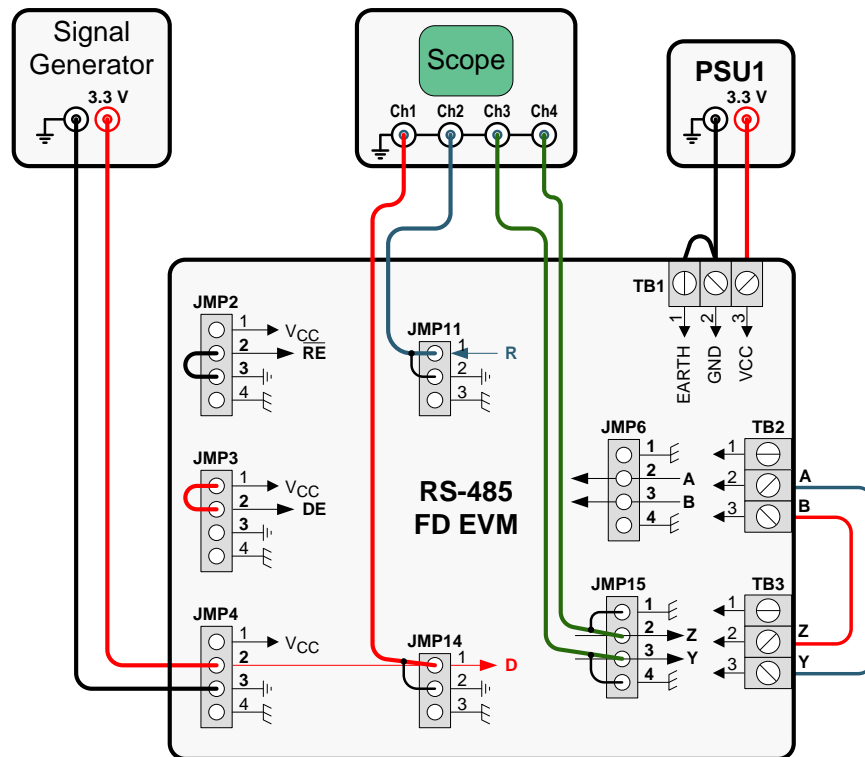 Signal
Generator
3.3 V
Scope
Ch1 Ch2 Ch3 Ch4
PSU1
3.3 V
TB1
1 2 3
EARTH GND VCC
JMP2
1 VCC
2 RE
3
4
JMP11
1 R
2
3
JMP3
1 VCC
2 DE
3
4
RS-485
FD EVM
JMP6
1
2 A
3 B
4
TB2
1
2 A
3 B
JMP4
1 VCC
2
3
4
JMP14
1 D
2
3
JMP15
1
2 Z
3 Y
4
TB3
1
2 Z
3 Y